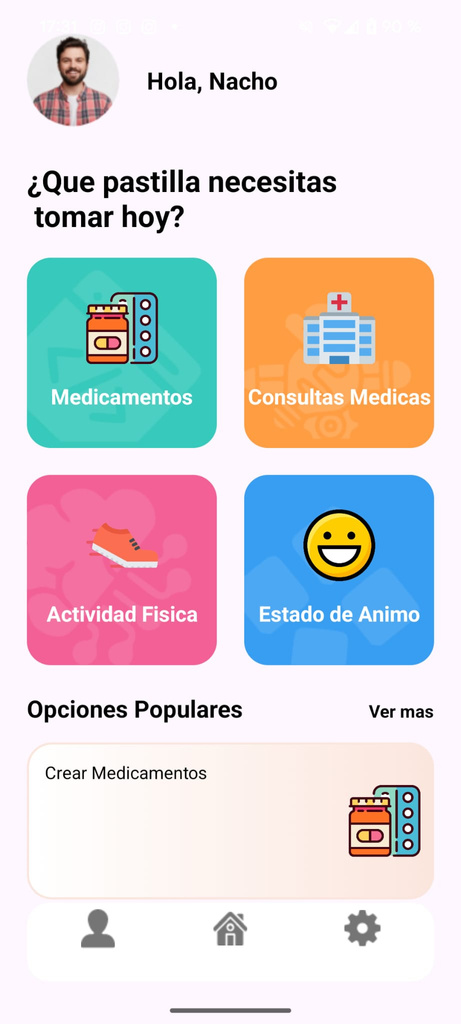 Hola, Nacho
¿Que pastilla necesitas
tomar hoy?
Medicamentos
Consultas Medicas
Actividad Fisica
Estado de Animo
Opciones Populares
Ver mas
Crear Medicamentos